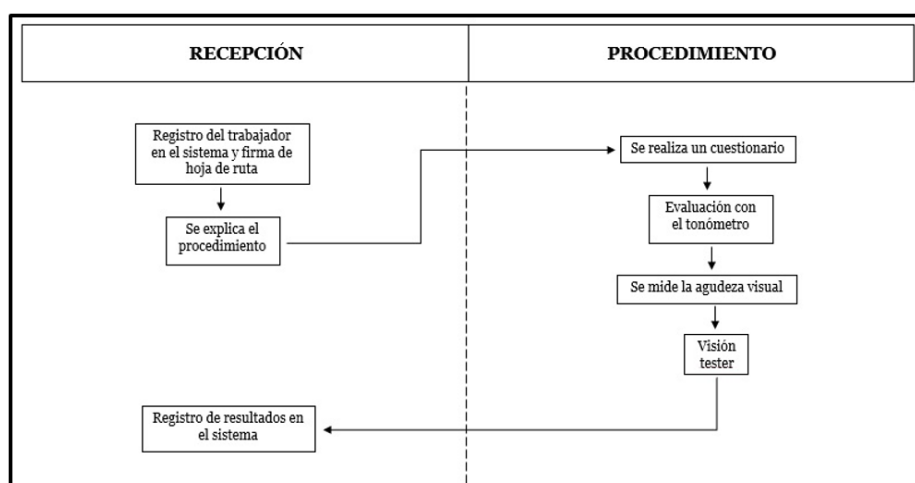 RECEPCIÓN
PROCEDIMIENTO
Registro del trabajador
en el sistema y firma de
hoja de ruta
Se explica el
procedimiento
Se realiza un cuestionario
Evaluación con
el tonómetro
Se mide la agudeza visual
Visión
tester
Registro de resultados en
el sistema